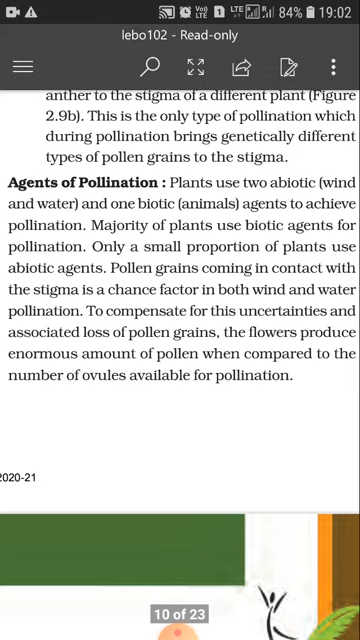 84% 19:02
lebo102 - Read-only
anther to the stigma of a different plant (Figure
2.9b). This is the only type of pollination which
during pollination brings genetically different
types of pollen grains to the stigma.
Agents of Pollination : Plants use two abiotic (wind
and water) and one biotic (animals) agents to achieve
pollination. Majority of plants use biotic agents for
pollination. Only a small proportion of plants use
abiotic agents. Pollen grains coming in contact with
the stigma is a chance factor in both wind and water
pollination. To compensate for this uncertainties and
associated loss of pollen grains, the flowers produce
enormous amount of pollen when compared to the
number of ovules available for pollination.
2020-21
10 of 23